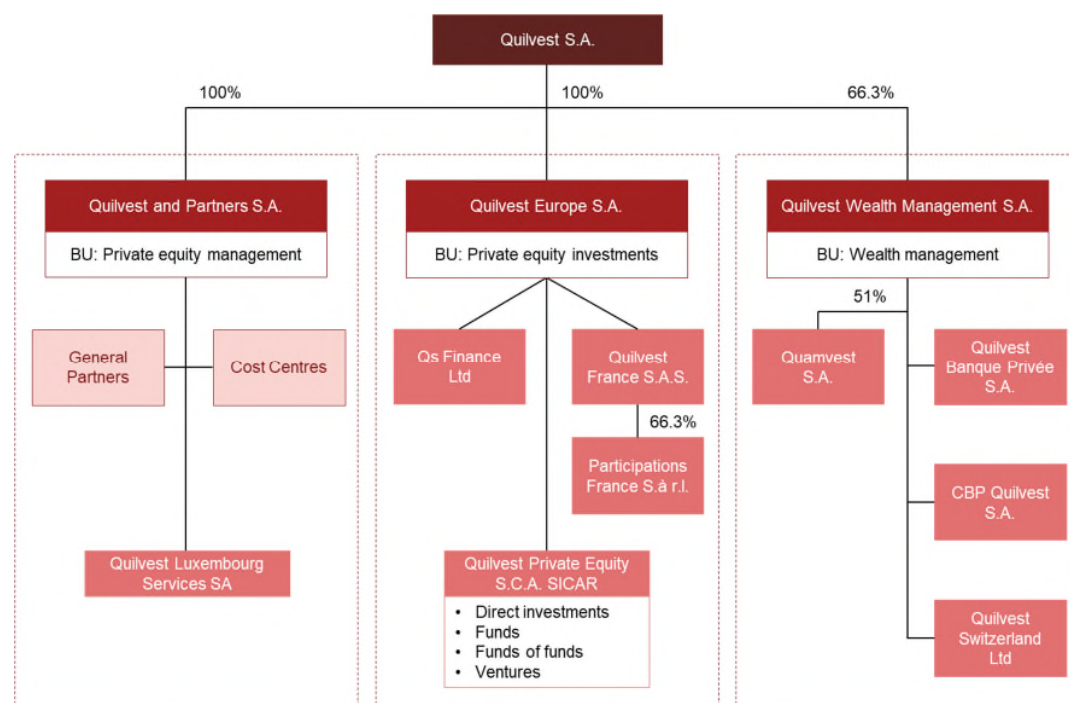 Quilvest S.A.
100%
100%
66.3%
Quilvest and Partners S.A.
BU: Private equity management
Quilvest Europe S.A.
BU: Private equity investments
Quilvest Wealth Management S.A.
BU: Wealth management
General
Partners
Cost Centres
Quilvest Luxembourg
Services SA
Qs Finance
Ltd
Quilvest
France S.A.S.
66.3%
Participations
France S.à r.l.
Quilvest Private Equity
S.C.A. SICAR
• Direct investments
• Funds
• Funds of funds
• Ventures
51%
Quamvest
S.A.
Quilvest
Banque Privée
S.A.
CBP Quilvest
S.A.
Quilvest
Switzerland
Ltd